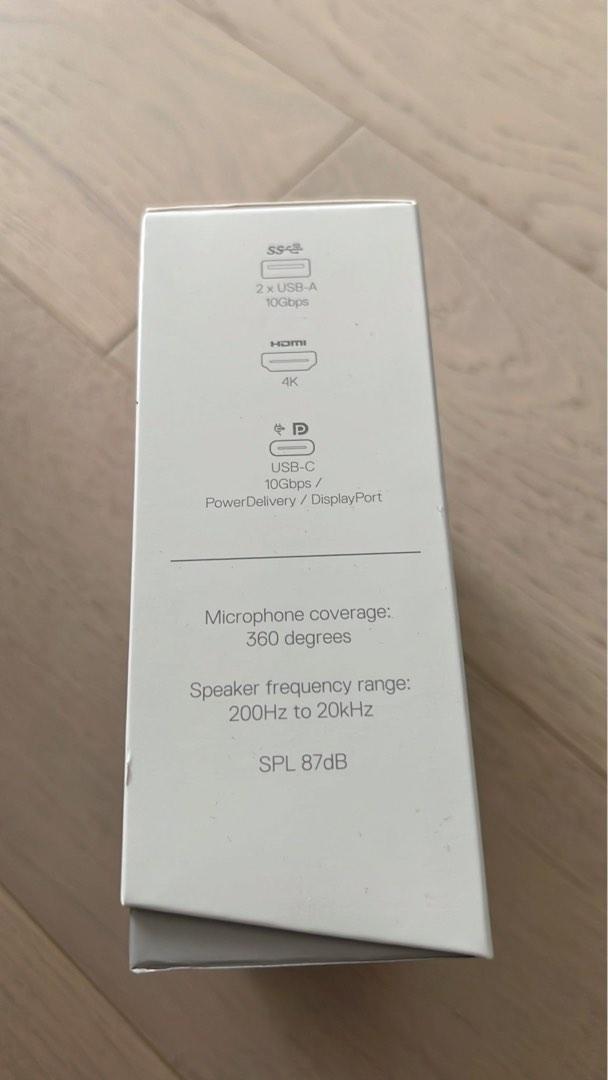 SS
2 x USB-A
10Gbps
HDMI
4K
USB-C
10Gbps /
PowerDelivery / DisplayPort
Microphone coverage:
360 degrees
Speaker frequency range:
200Hz to 20kHz
SPL 87dB